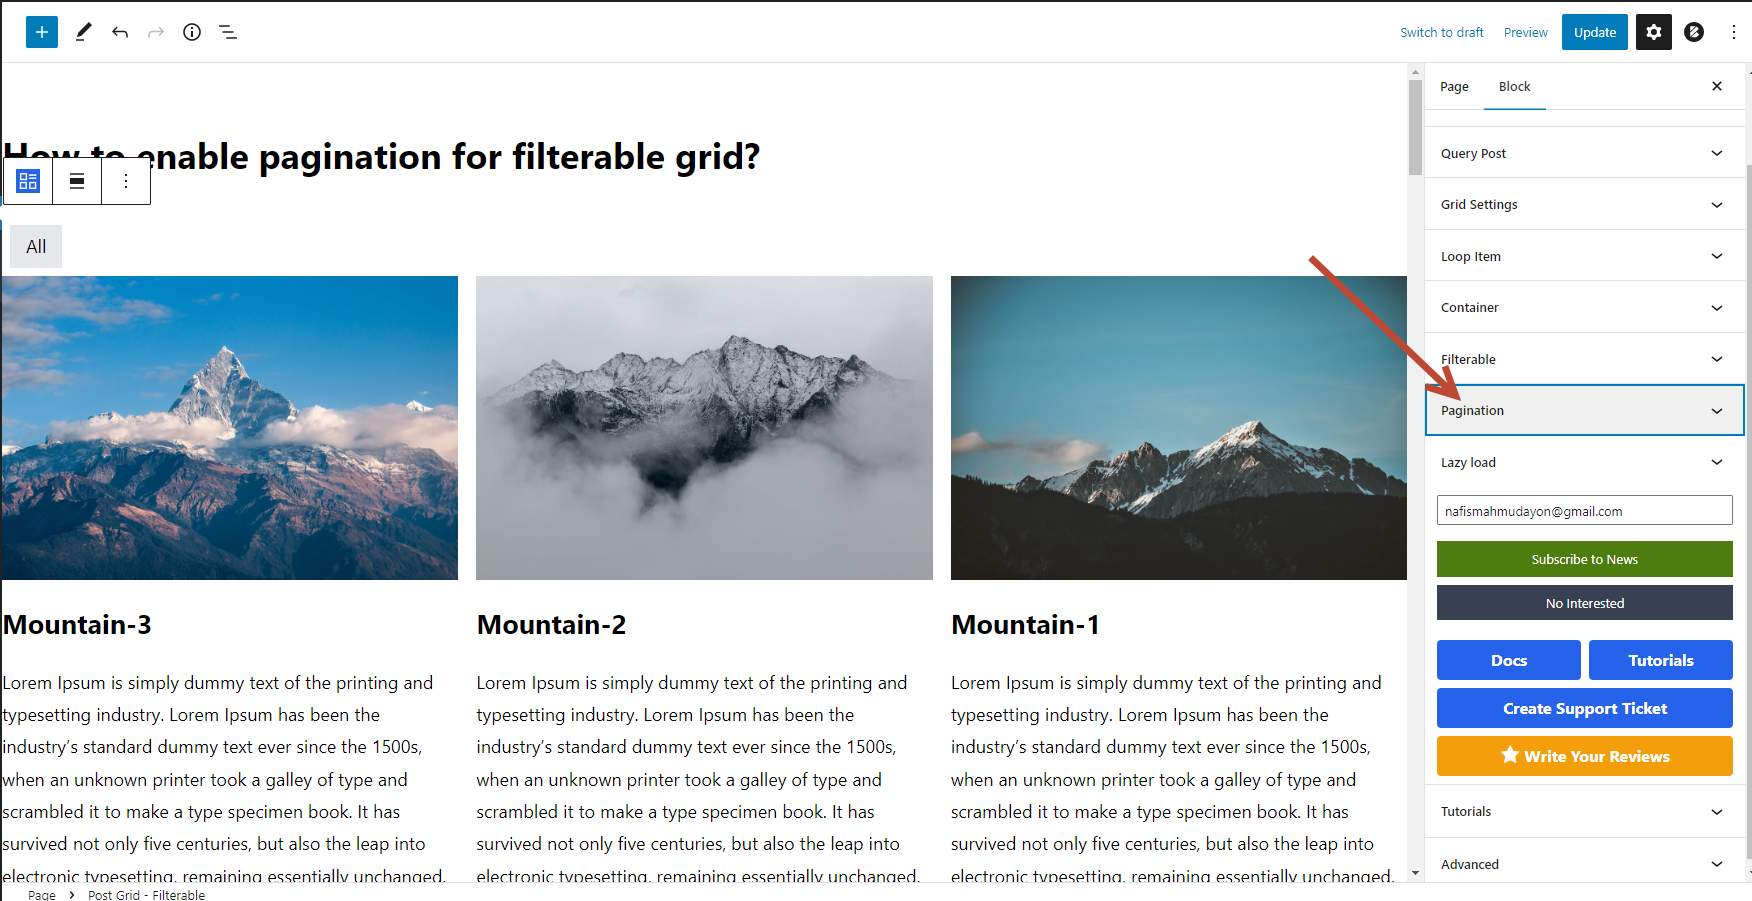 Switch to draft
Preview
Update
Page
Block
How to enable pagination for filterable grid?
All
Mountain-3
Lorem Ipsum is simply dummy text of the printing and
typesetting industry. Lorem Ipsum has been the
industry’s standard dummy text ever since the 1500s,
when an unknown printer took a galley of type and
scrambled it to make a type specimen book. It has
survived not only five centuries, but also the leap into
electronic typesetting, remaining essentially unchanged.
Mountain-2
Lorem Ipsum is simply dummy text of the printing and
typesetting industry. Lorem Ipsum has been the
industry’s standard dummy text ever since the 1500s,
when an unknown printer took a galley of type and
scrambled it to make a type specimen book. It has
survived not only five centuries, but also the leap into
electronic typesetting, remaining essentially unchanged.
Mountain-1
Lorem Ipsum is simply dummy text of the printing and
typesetting industry. Lorem Ipsum has been the
industry’s standard dummy text ever since the 1500s,
when an unknown printer took a galley of type and
scrambled it to make a type specimen book. It has
survived not only five centuries, but also the leap into
electronic typesetting, remaining essentially unchanged.
Query Post
Grid Settings
Loop Item
Container
Filterable
Pagination
Lazy load
nafismahmudayon@gmail.com
Subscribe to News
No Interested
Docs
Tutorials
Create Support Ticket
Write Your Reviews
Tutorials
Advanced
Page > Post Grid - Filterable